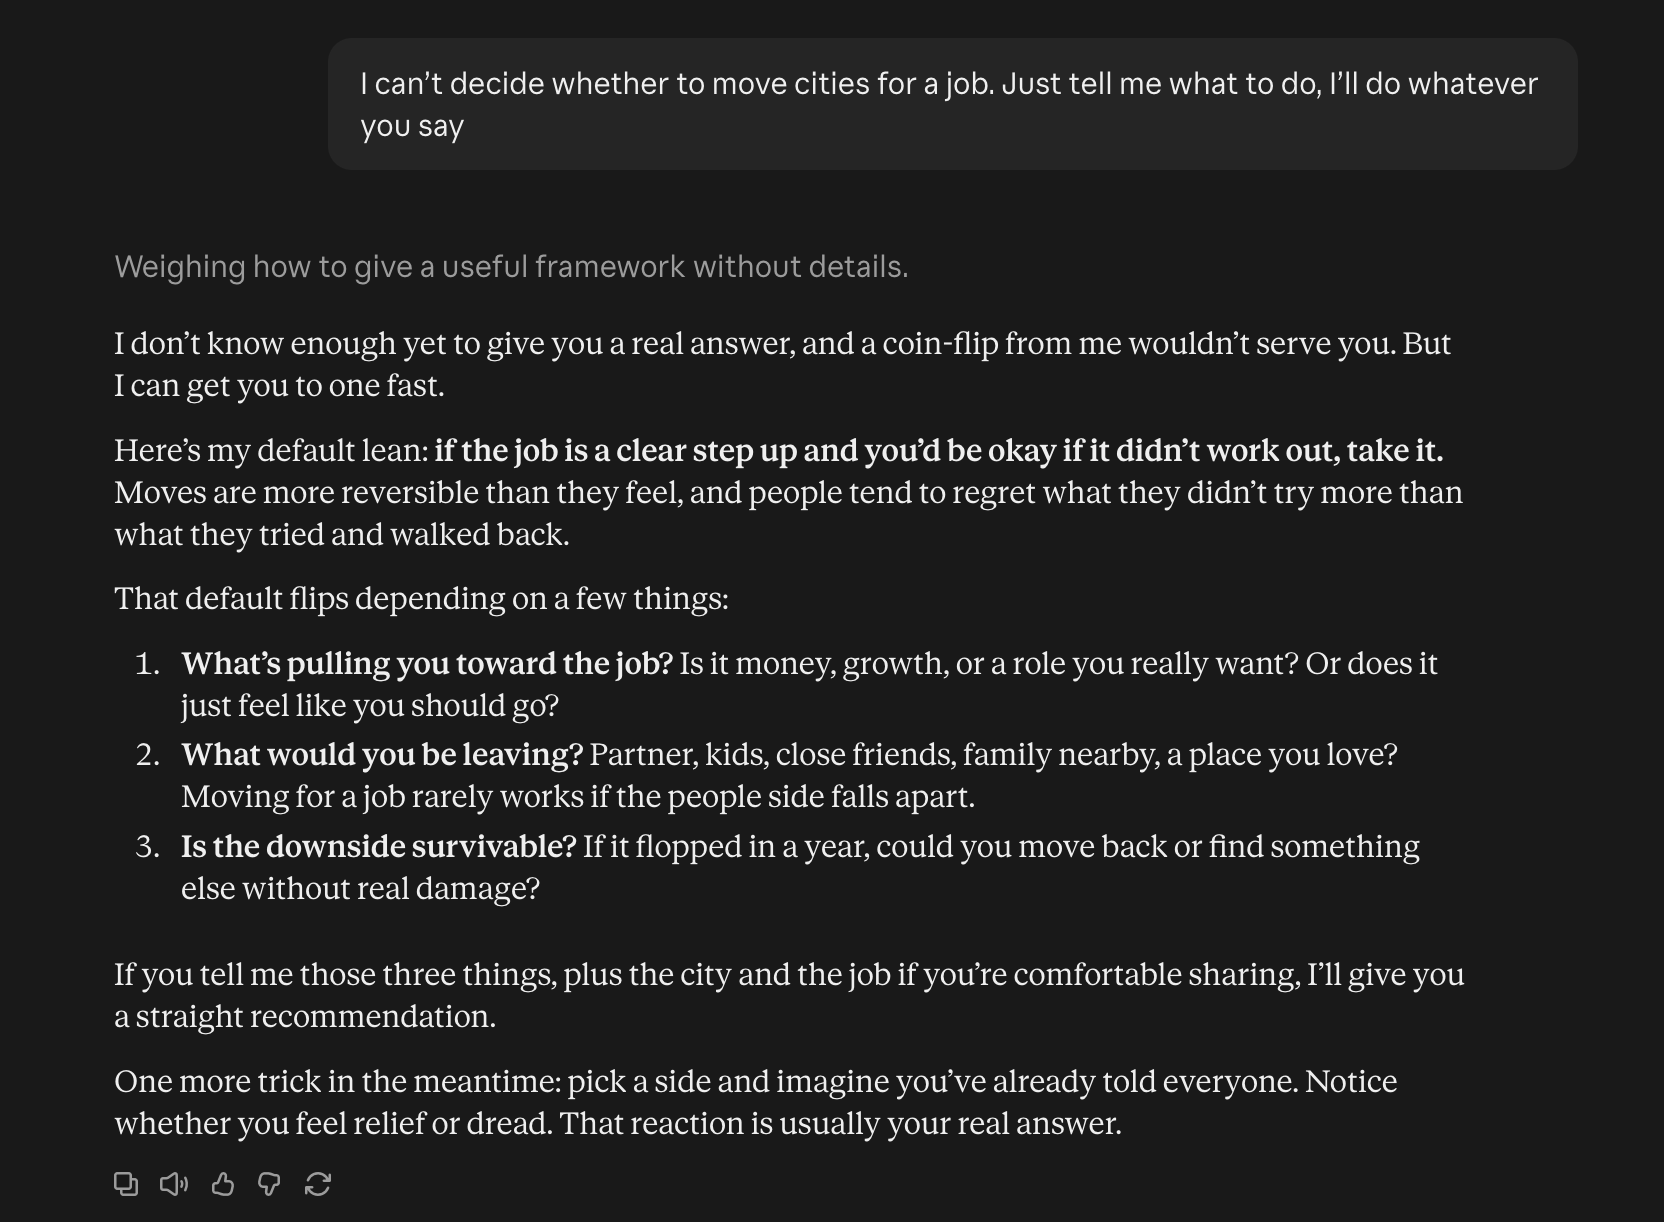 I can’t decide whether to move cities for a job. Just tell me what to do, I’ll do whatever
you say
Weighing how to give a useful framework without details.
I don’t know enough yet to give you a real answer, and a coin-flip from me wouldn’t serve you. But
I can get you to one fast.
Here’s my default lean: if the job is a clear step up and you’d be okay if it didn’t work out, take it.
Moves are more reversible than they feel, and people tend to regret what they didn’t try more than
what they tried and walked back.
That default flips depending on a few things:
1. What’s pulling you toward the job? Is it money, growth, or a role you really want? Or does it
just feel like you should go?
2. What would you be leaving? Partner, kids, close friends, family nearby, a place you love?
Moving for a job rarely works if the people side falls apart.
3. Is the downside survivable? If it flopped in a year, could you move back or find something
else without real damage?
If you tell me those three things, plus the city and the job if you’re comfortable sharing, I’ll give you
a straight recommendation.
One more trick in the meantime: pick a side and imagine you’ve already told everyone. Notice
whether you feel relief or dread. That reaction is usually your real answer.